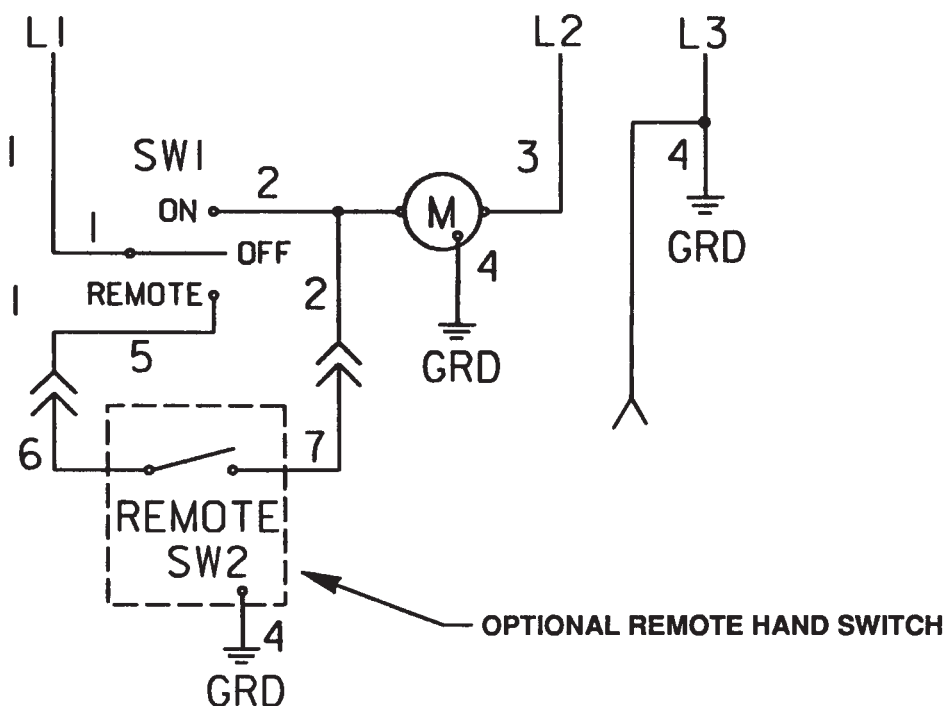 L1
L2
L3
1
SW1
2
3
4
ON
M
1
OFF
4
GRD
1
REMOTE
2
5
GRD
6
7
REMOTE
SW2
OPTIONAL REMOTE HAND SWITCH
4
GRD